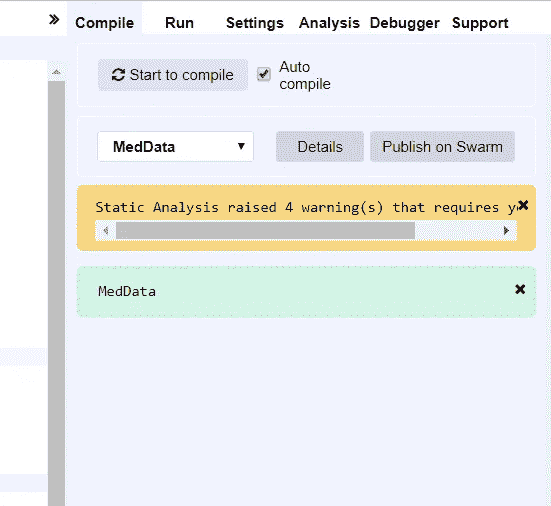 » Compile Run Settings Analysis Debugger Support
Start to compile Auto compile
MedData Details Publish on Swarm
Static Analysis raised 4 warning(s) that requires y
MedData